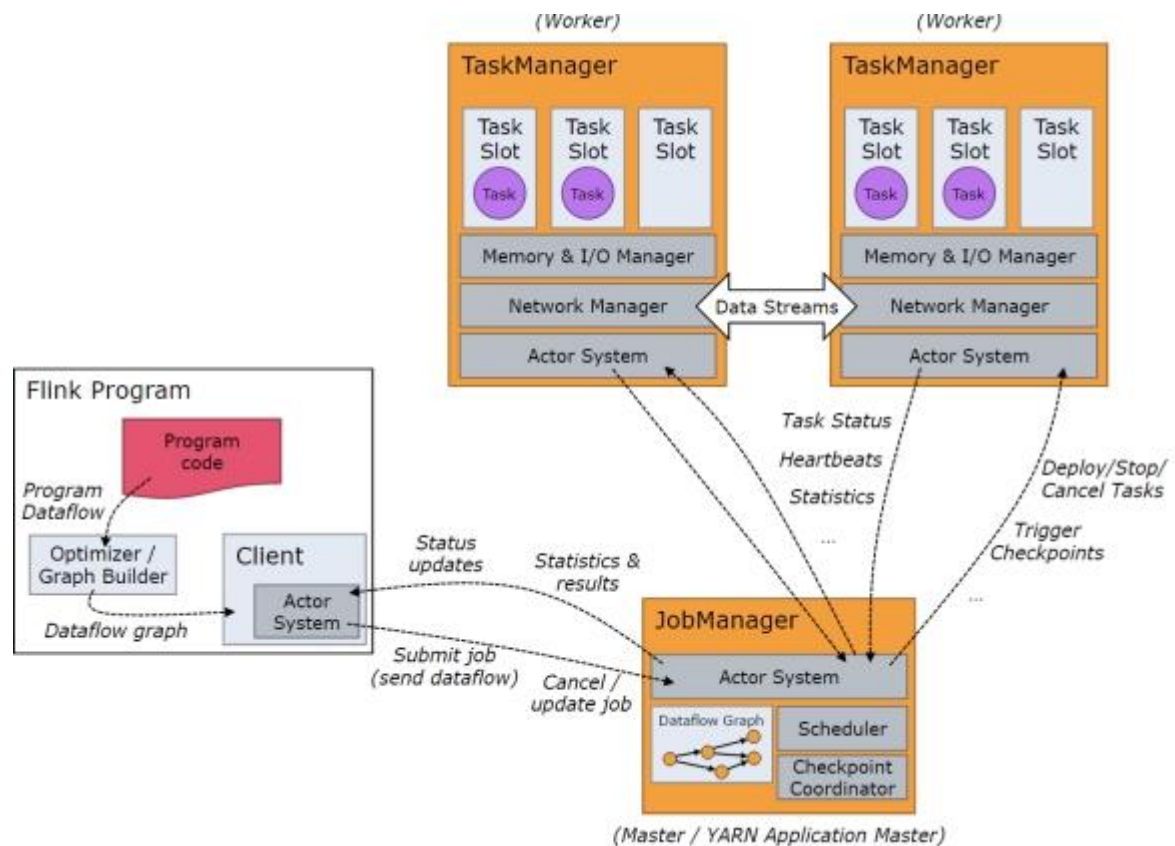 (Worker)
(Worker)
TaskManager
TaskManager
Task
Slot
Task
Slot
Task
Slot
Task
Slot
Task
Slot
Task
Slot
Task
Task
Task
Task
Memory & I/O Manager
Memory & I/O Manager
Network Manager
Data Streams
Network Manager
Actor System
Actor System
Flink Program
Program
code
Program
Dataflow
Optimizer /
Graph Builder
Client
Actor
System
Dataflow graph
Status
updates
Statistics &
results
Submit job
(send dataflow)
Cancel /
update job
Task Status
Heartbeats
Statistics
...
Deploy/Stop/
Cancel Tasks
Trigger
Checkpoints
...
JobManager
Actor System
Dataflow Graph
Scheduler
Checkpoint
Coordinator
(Master / YARN Application Master)